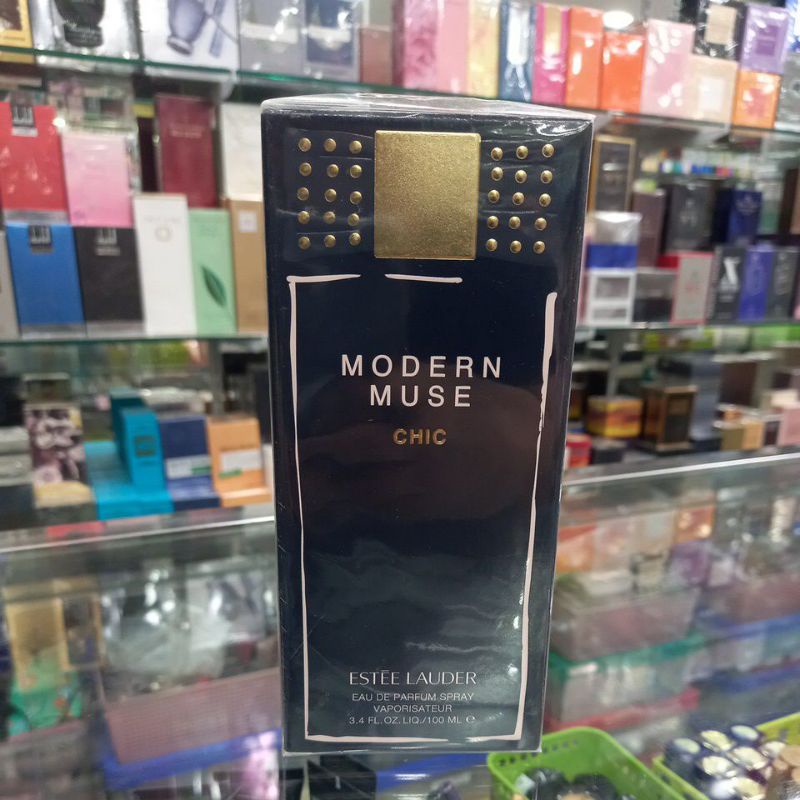 MODERN
MUSE
CHIC
ESTĒE LAUDER
EAU DE PARFUM SPRAY
VAPORISATEUR
3.4 FL.OZ. LIQ./100 ML ℮